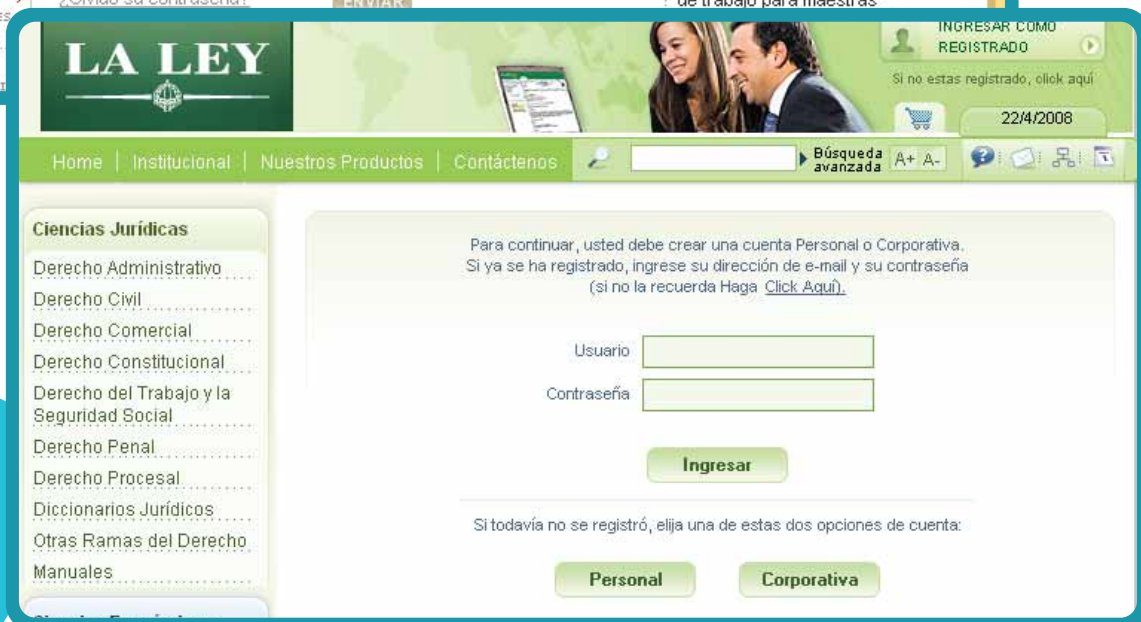 ¿Olvidó su contraseña?
ENVIAR
de trabajo para maestras
LA LEY
INGRESAR COMO
REGISTRADO
Si no estas registrado, click aquí
22/4/2008
Home | Institucional | Nuestros Productos | Contáctenos
Búsqueda
avanzada
A+ A-
Ciencias Jurídicas
Derecho Administrativo
Derecho Civil
Derecho Comercial
Derecho Constitucional
Derecho del Trabajo y la
Seguridad Social
Derecho Penal
Derecho Procesal
Diccionarios Jurídicos
Otras Ramas del Derecho
Manuales
Para continuar, usted debe crear una cuenta Personal o Corporativa.
Si ya se ha registrado, ingrese su dirección de e-mail y su contraseña
(si no la recuerda Haga Click Aquí).
Usuario
Contraseña
Ingresar
Si todavía no se registró, elija una de estas dos opciones de cuenta:
Personal
Corporativa